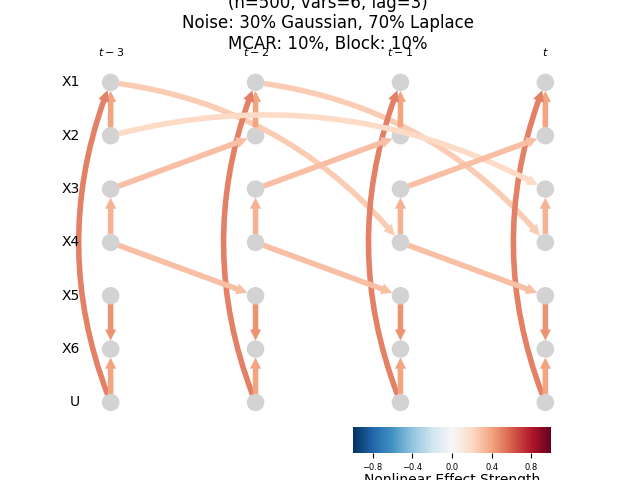 (n=500, vars=6, lag=3)
Noise: 30% Gaussian, 70% Laplace
MCAR: 10%, Block: 10%
t − 3 t − 2 t − 1 t
X1
X2
X3
X4
X5
X6
U
−0.8 −0.4 0.0 0.4 0.8
Nonlinear Effect Strength